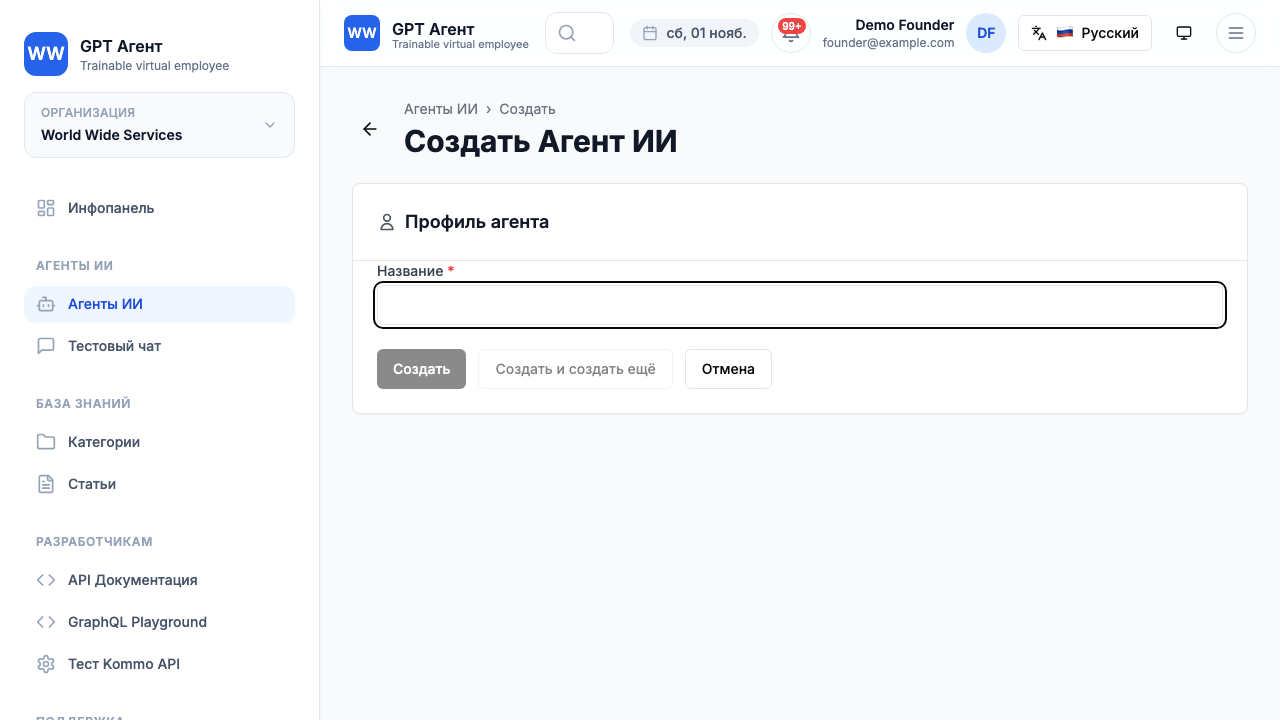 WW
GPT Агент
Trainable virtual employee
ОРГАНИЗАЦИЯ
World Wide Services
Инфопанель
АГЕНТЫ ИИ
Агенты ИИ
Тестовый чат
БАЗА ЗНАНИЙ
Категории
Статьи
РАЗРАБОТЧИКАМ
API Документация
GraphQL Playground
Тест Kommo API
ПОДДЕРЖКА
WW
GPT Агент
Trainable virtual employee
сб, 01 нояб.
99+
Demo Founder
founder@example.com
DF
Русский
Агенты ИИ › Создать
Создать Агент ИИ
Профиль агента
Название *
Создать
Создать и создать ещё
Отмена